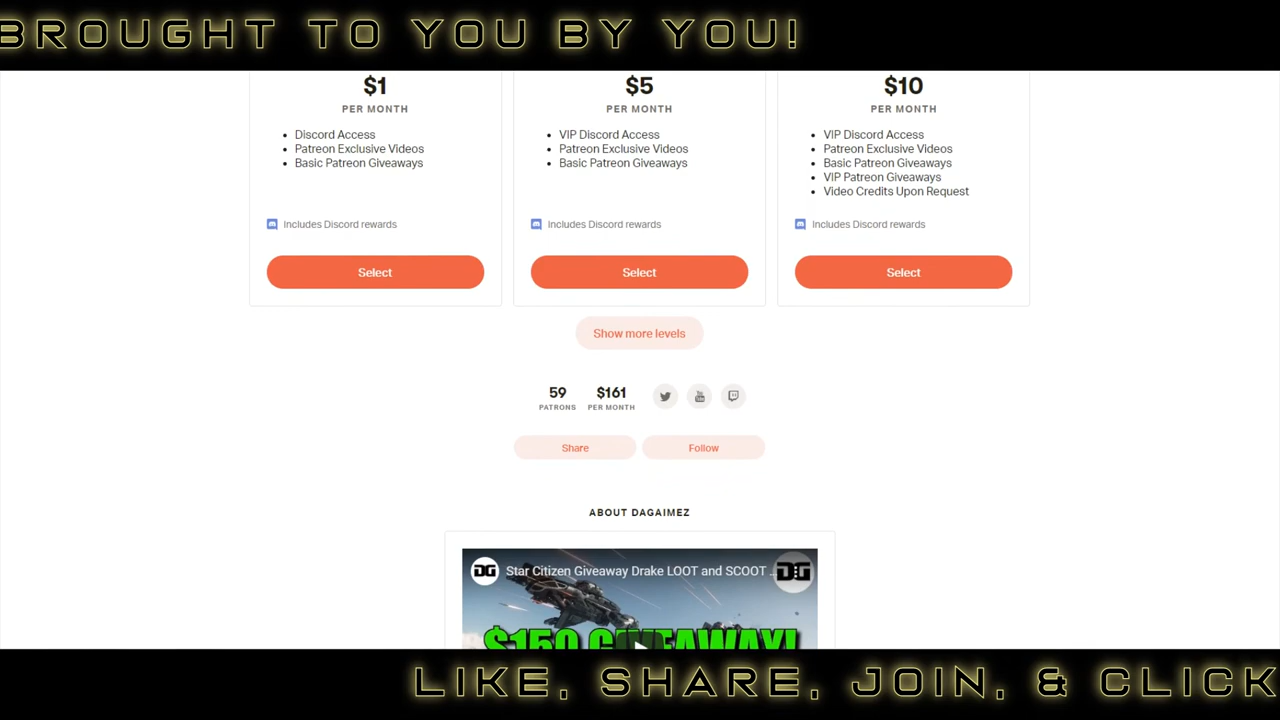 BROUGHT TO YOU BY YOU!
$1
PER MONTH
Discord Access
Patreon Exclusive Videos
Basic Patreon Giveaways
Includes Discord rewards
Select
$5
PER MONTH
VIP Discord Access
Patreon Exclusive Videos
Basic Patreon Giveaways
Includes Discord rewards
Select
$10
PER MONTH
VIP Discord Access
Patreon Exclusive Videos
Basic Patreon Giveaways
VIP Patreon Giveaways
Video Credits Upon Request
Includes Discord rewards
Select
Show more levels
59 $161
PATRONS PER MONTH
Share Follow
ABOUT DAGAIMEZ
DG Star Citizen Giveaway Drake LOOT and SCOOT ... DG
$150 GIVEAWAY!
LIKE, SHARE, JOIN, & CLICK